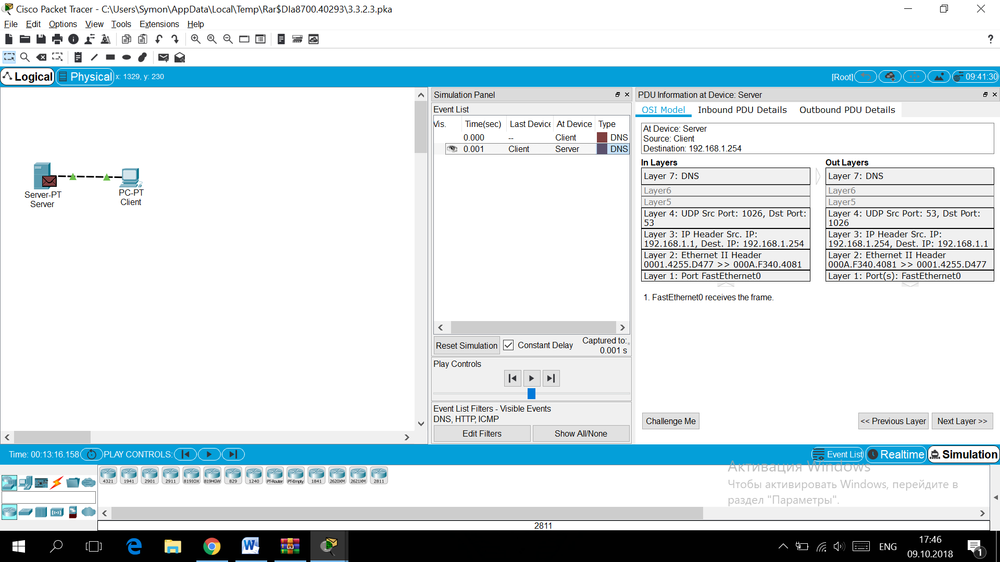 Cisco Packet Tracer - C:\Users\Symon\AppData\Local\Temp\Rar$DIa8700.40293\3.3.2.3.pka
File Edit Options View Tools Extensions Help
?
Logical Physical x: 1329, y: 230 [Root] 09:41:30
Server-PT
Server
PC-PT
Client
Simulation Panel
Event List
Vis. Time(sec) Last Device At Device Type
0.000 -- Client DNS
0.001 Client Server DNS
Reset Simulation Constant Delay Captured to:*
0.001 s
Play Controls
Event List Filters - Visible Events
DNS, HTTP, ICMP
Edit Filters Show All/None
PDU Information at Device: Server
OSI Model Inbound PDU Details Outbound PDU Details
At Device: Server
Source: Client
Destination: 192.168.1.254
In Layers
Layer 7: DNS
Layer6
Layer5
Layer 4: UDP Src Port: 1026, Dst Port:
53
Layer 3: IP Header Src. IP:
192.168.1.1, Dest. IP: 192.168.1.254
Layer 2: Ethernet II Header
0001.4255.D477 >> 000A.F340.4081
Layer 1: Port FastEthernet0
Out Layers
Layer 7: DNS
Layer6
Layer5
Layer 4: UDP Src Port: 53, Dst Port:
1026
Layer 3: IP Header Src. IP:
192.168.1.254, Dest. IP: 192.168.1.1
Layer 2: Ethernet II Header
000A.F340.4081 >> 0001.4255.D477
Layer 1: Port(s): FastEthernet0
1. FastEthernet0 receives the frame.
Challenge Me << Previous Layer Next Layer >>
Time: 00:13:16.158 PLAY CONTROLS: Event List Realtime Simulation
4321 1941 2901 2911 819IOX 819HGW 829 1240 PT-Router PT-Empty 1841 2620XM 2621XM 2811
Активация Windows
Чтобы активировать Windows, перейдите в
раздел "Параметры".
2811
ENG
17:46
09.10.2018
1